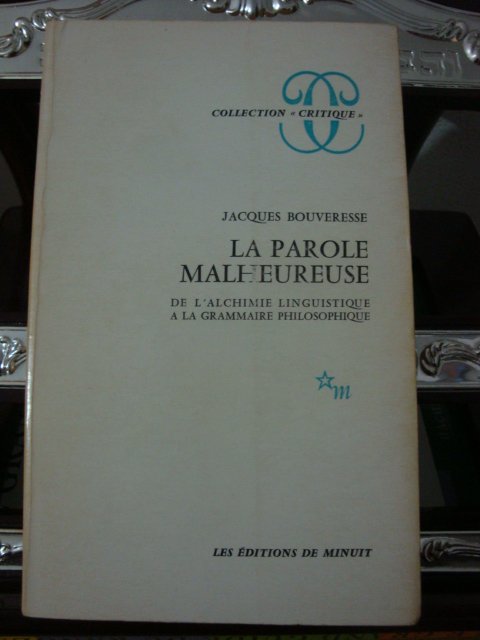 COLLECTION « CRITIQUE »
JACQUES BOUVERESSE
LA PAROLE
MALHEUREUSE
DE L'ALCHIMIE LINGUISTIQUE
A LA GRAMMAIRE PHILOSOPHIQUE
m
LES ÉDITIONS DE MINUIT